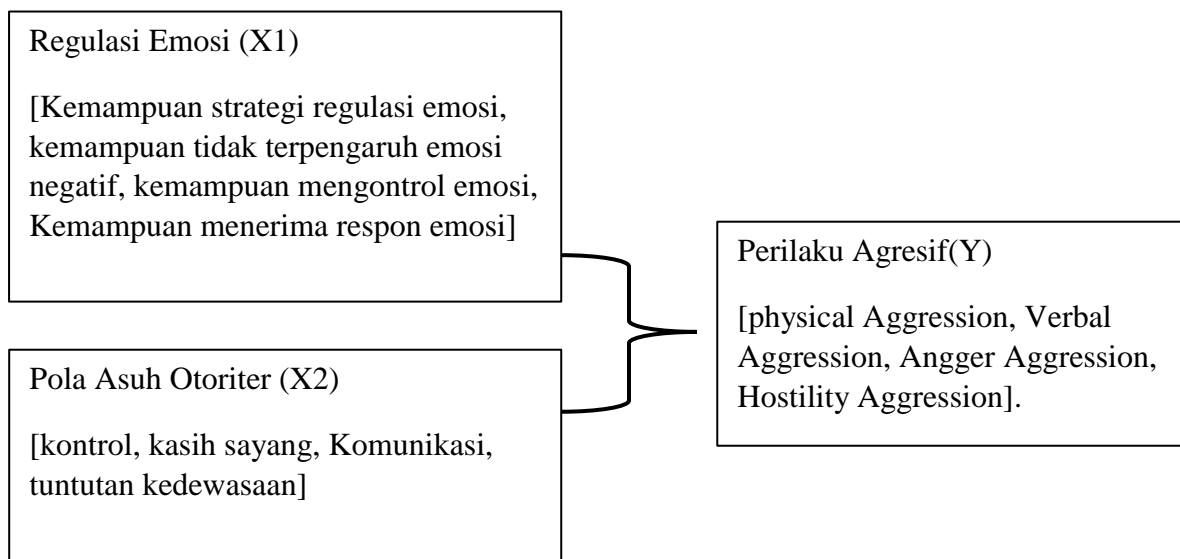 Regulasi Emosi (X1)
[Kemampuan strategi regulasi emosi,
kemampuan tidak terpengaruh emosi
negatif, kemampuan mengontrol emosi,
Kemampuan menerima respon emosi]
Pola Asuh Otoriter (X2)
[kontrol, kasih sayang, Komunikasi,
tuntutan kedewasaan]
Perilaku Agresif(Y)
[physical Aggression, Verbal
Aggression, Angger Aggression,
Hostility Aggression].